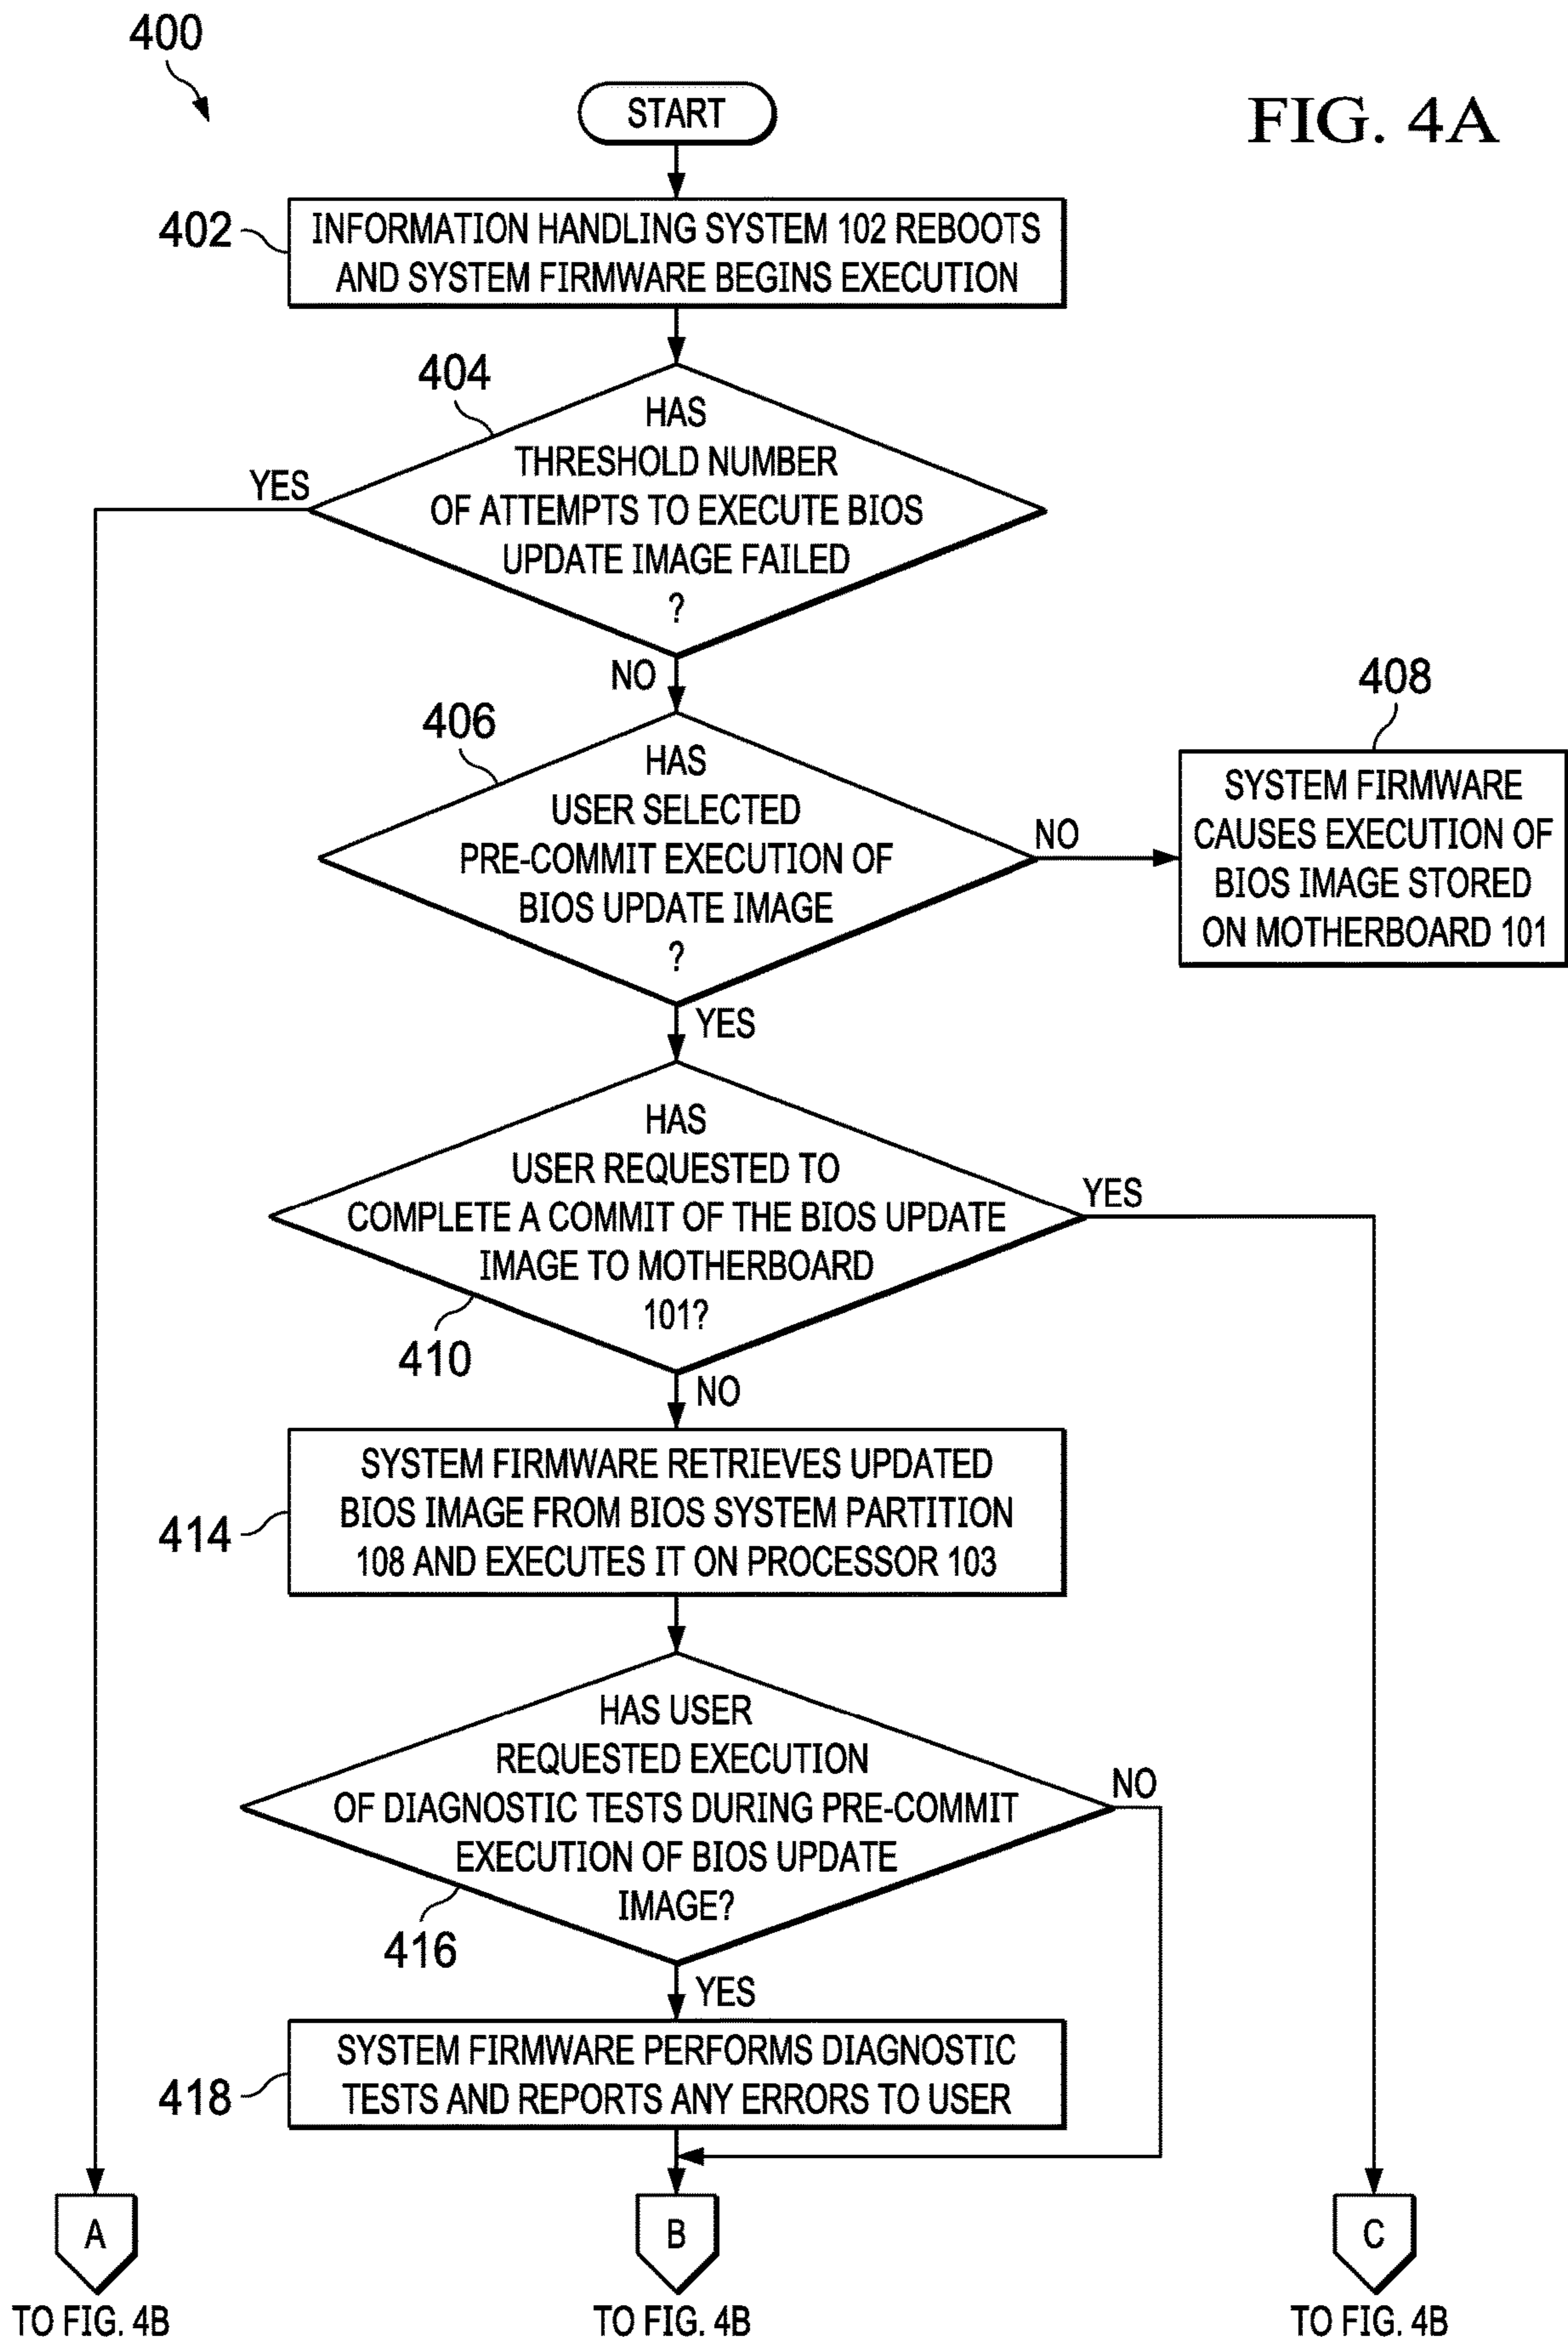 400
START
FIG. 4A
402
INFORMATION HANDLING SYSTEM 102 REBOOTS
AND SYSTEM FIRMWARE BEGINS EXECUTION
404
HAS
THRESHOLD NUMBER
OF ATTEMPTS TO EXECUTE BIOS
UPDATE IMAGE FAILED
?
YES
NO
406
HAS
USER SELECTED
PRE-COMMIT EXECUTION OF
BIOS UPDATE IMAGE
?
NO
408
SYSTEM FIRMWARE
CAUSES EXECUTION OF
BIOS IMAGE STORED
ON MOTHERBOARD 101
YES
HAS
USER REQUESTED TO
COMPLETE A COMMIT OF THE BIOS UPDATE
IMAGE TO MOTHERBOARD
101?
YES
410
NO
414
SYSTEM FIRMWARE RETRIEVES UPDATED
BIOS IMAGE FROM BIOS SYSTEM PARTITION
108 AND EXECUTES IT ON PROCESSOR 103
HAS USER
REQUESTED EXECUTION
OF DIAGNOSTIC TESTS DURING PRE-COMMIT
EXECUTION OF BIOS UPDATE
IMAGE?
NO
416
YES
418
SYSTEM FIRMWARE PERFORMS DIAGNOSTIC
TESTS AND REPORTS ANY ERRORS TO USER
A
B
C
TO FIG. 4B
TO FIG. 4B
TO FIG. 4B